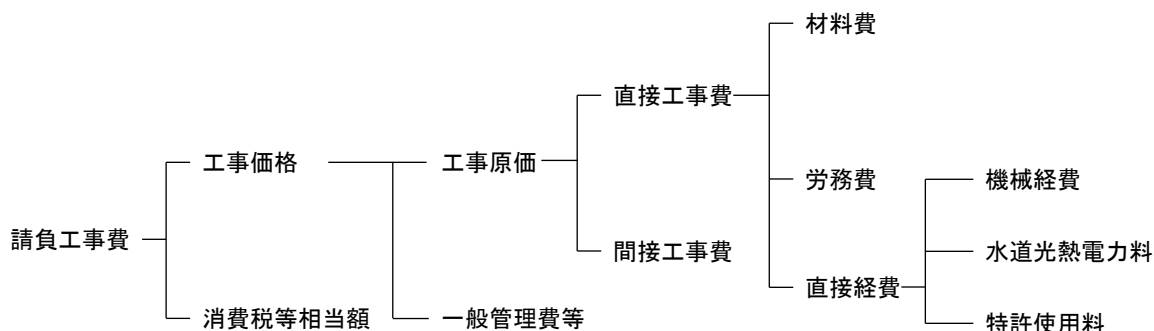 材料費
直接工事費
工事価格
工事原価
労務費
機械経費
請負工事費
間接工事費
水道光熱電力料
直接経費
消費税等相当額
一般管理費等
特許使用料